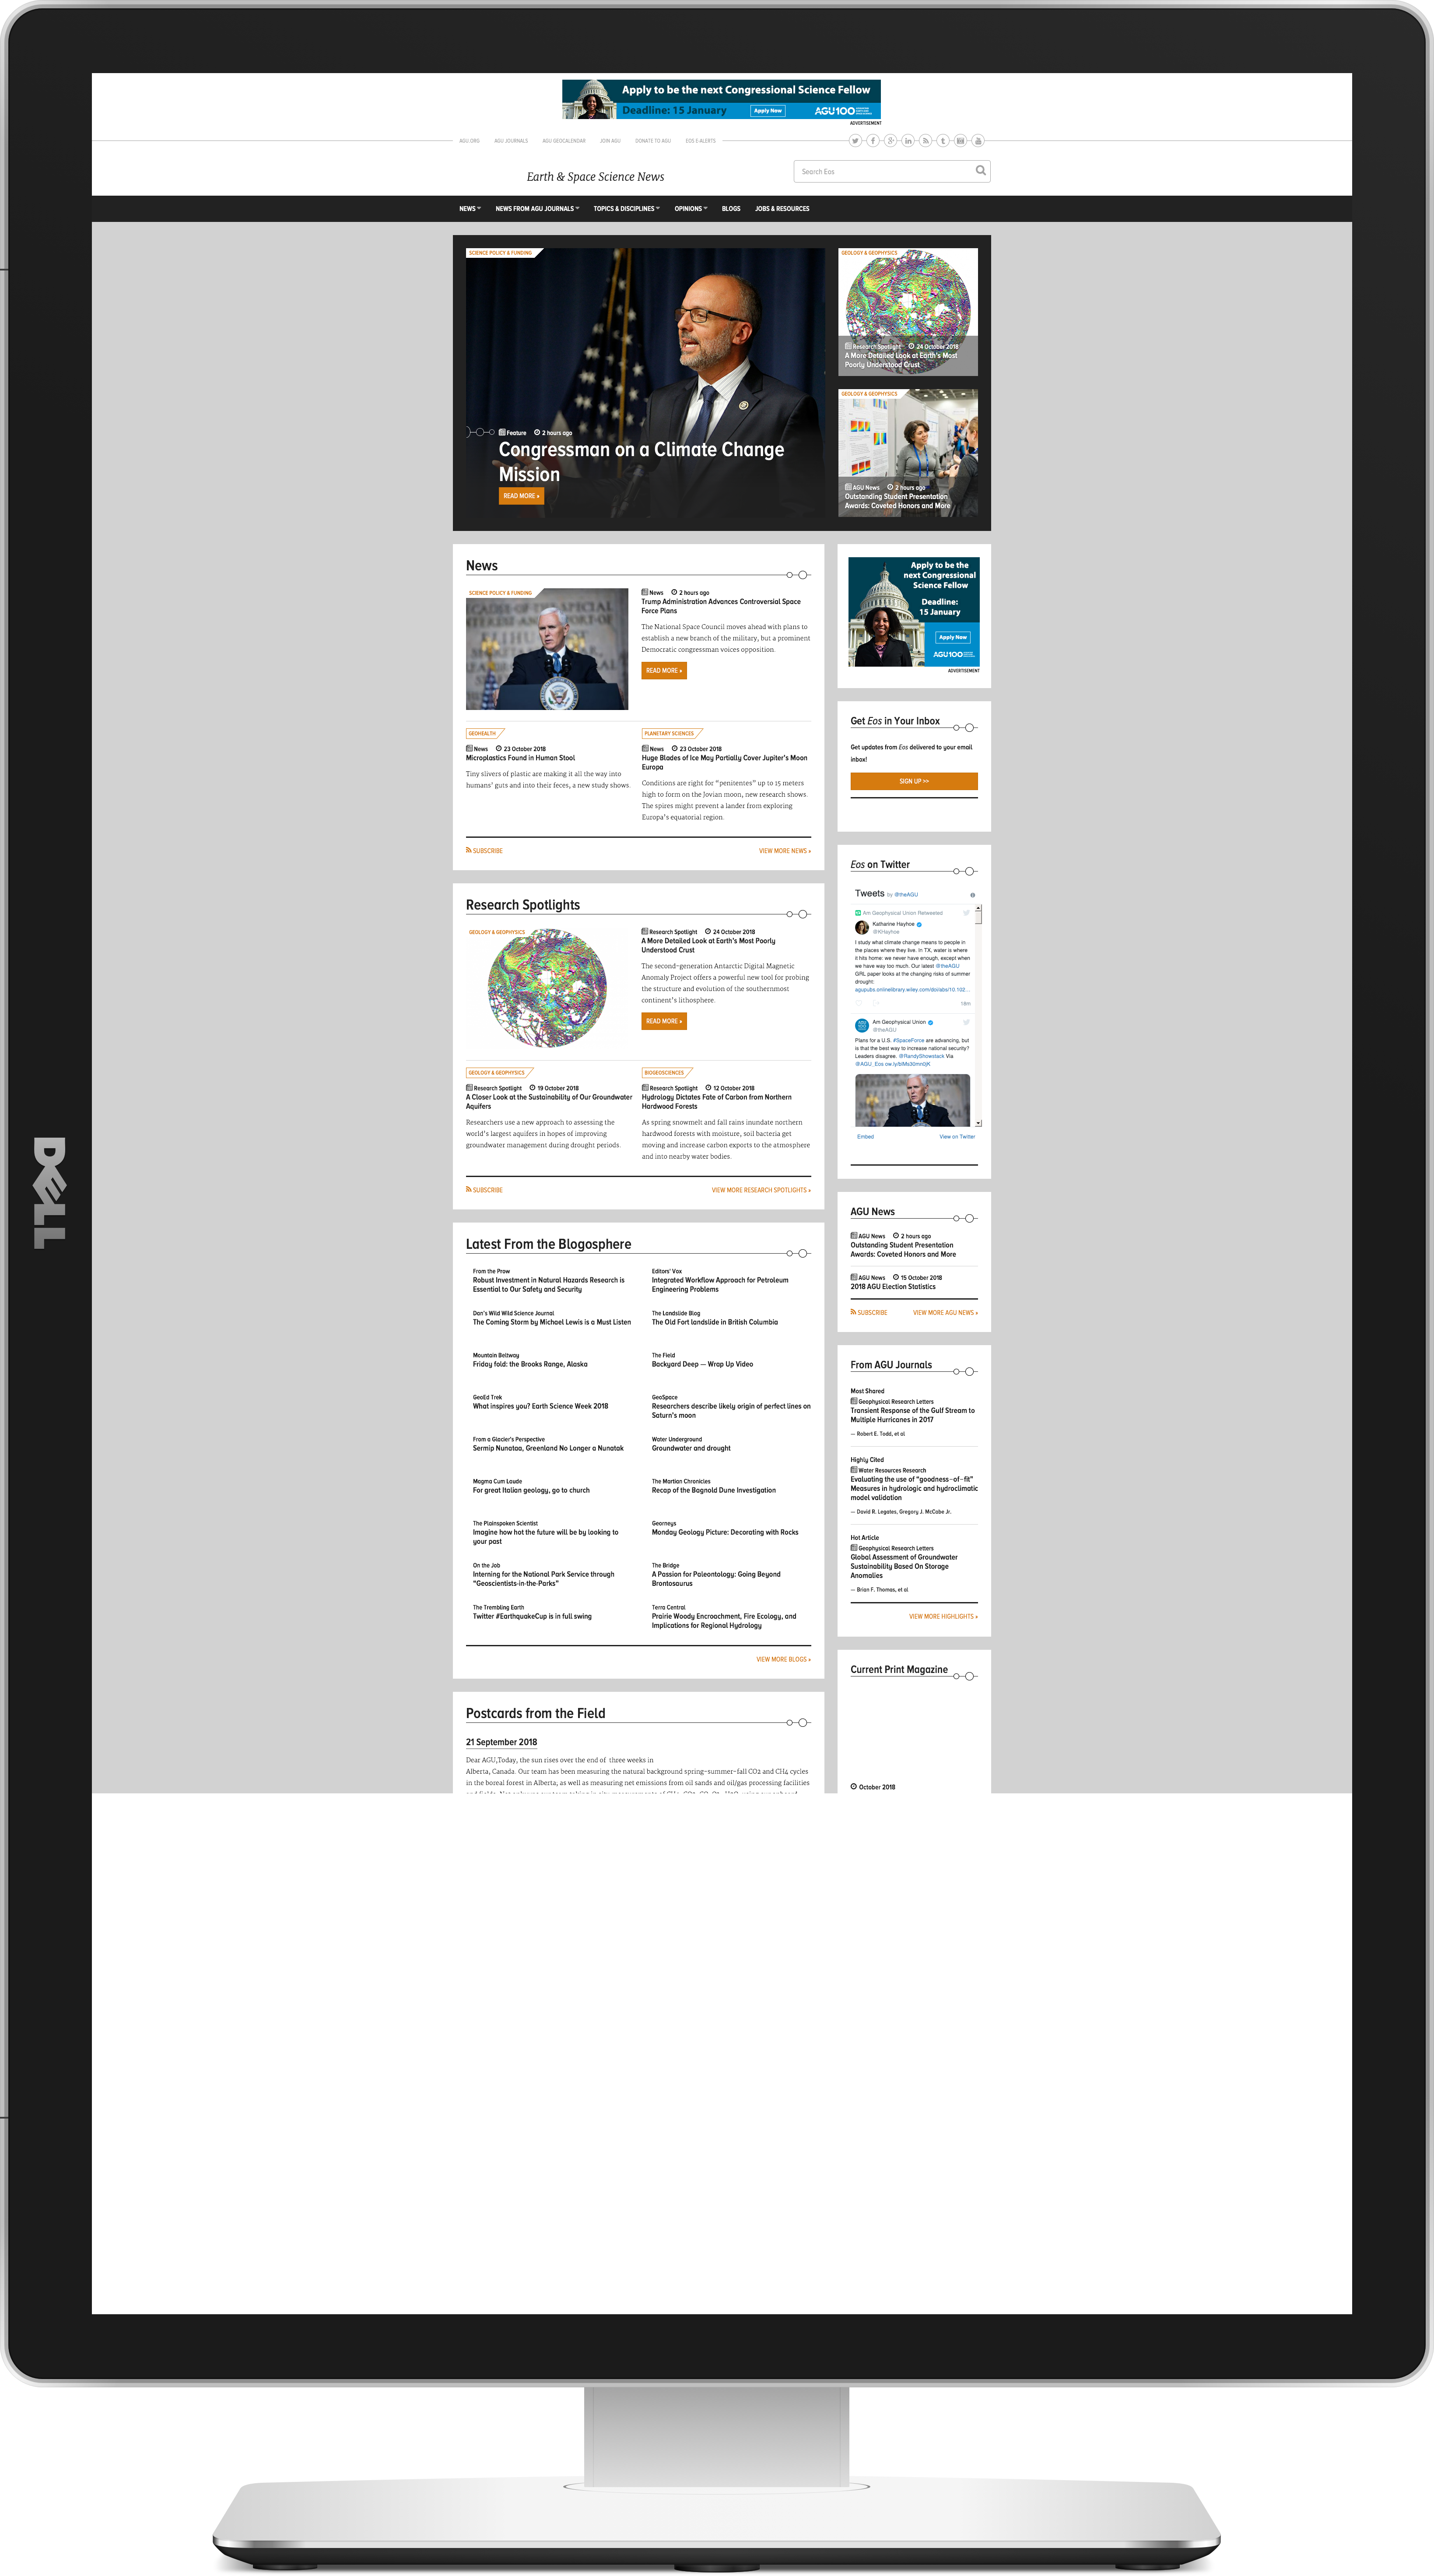 Apply to be the next Congressional Science Fellow
Deadline: 15 January
Apply Now
AGU100
ADVERTISEMENT
AGU.ORG AGU JOURNALS AGU GEOCALENDAR JOIN AGU DONATE TO AGU EOS E-ALERTS
Earth & Space Science News
Search Eos
NEWS NEWS FROM AGU JOURNALS TOPICS & DISCIPLINES OPINIONS BLOGS JOBS & RESOURCES
SCIENCE POLICY & FUNDING
Feature 2 hours ago
Congressman on a Climate Change
Mission
READ MORE »
GEOLOGY & GEOPHYSICS
Research Spotlight 24 October 2018
A More Detailed Look at Earth's Most
Poorly Understood Crust
GEOLOGY & GEOPHYSICS
AGU News 2 hours ago
Outstanding Student Presentation
Awards: Coveted Honors and More
News
SCIENCE POLICY & FUNDING
News 2 hours ago
Trump Administration Advances Controversial Space
Force Plans
The National Space Council moves ahead with plans to
establish a new branch of the military, but a prominent
Democratic congressman voices opposition.
READ MORE »
GEOHEALTH
News 23 October 2018
Microplastics Found in Human Stool
Tiny slivers of plastic are making it all the way into
humans' guts and into their feces, a new study shows.
PLANETARY SCIENCES
News 23 October 2018
Huge Blades of Ice May Partially Cover Jupiter's Moon
Europa
Conditions are right for "penitentes" up to 15 meters
high to form on the Jovian moon, new research shows.
The spires might prevent a lander from exploring
Europa's equatorial region.
SUBSCRIBE
VIEW MORE NEWS »
Research Spotlights
GEOLOGY & GEOPHYSICS
Research Spotlight 24 October 2018
A More Detailed Look at Earth's Most Poorly
Understood Crust
The second-generation Antarctic Digital Magnetic
Anomaly Project offers a powerful new tool for probing
the structure and evolution of the southernmost
continent's lithosphere.
READ MORE »
GEOLOGY & GEOPHYSICS
Research Spotlight 19 October 2018
A Closer Look at the Sustainability of Our Groundwater
Aquifers
Researchers use a new approach to assessing the
world's largest aquifers in hopes of improving
groundwater management during drought periods.
BIOGEOSCIENCES
Research Spotlight 12 October 2018
Hydrology Dictates Fate of Carbon from Northern
Hardwood Forests
As spring snowmelt and fall rains inundate northern
hardwood forests with moisture, soil bacteria get
moving and increase carbon exports to the atmosphere
and into nearby water bodies.
SUBSCRIBE
VIEW MORE RESEARCH SPOTLIGHTS »
Latest From the Blogosphere
From the Prow
Robust Investment in Natural Hazards Research is
Essential to Our Safety and Security
Editors' Vox
Integrated Workflow Approach for Petroleum
Engineering Problems
Dan's Wild Wild Science Journal
The Coming Storm by Michael Lewis is a Must Listen
The Landslide Blog
The Old Fort landslide in British Columbia
Mountain Beltway
Friday fold: the Brooks Range, Alaska
The Field
Backyard Deep — Wrap Up Video
GeoEd Trek
What inspires you? Earth Science Week 2018
GeoSpace
Researchers describe likely origin of perfect lines on
Saturn's moon
From a Glacier's Perspective
Sermip Nunataa, Greenland No Longer a Nunatak
Water Underground
Groundwater and drought
Magma Cum Laude
For great Italian geology, go to church
The Martian Chronicles
Recap of the Bagnold Dune Investigation
The Plainspoken Scientist
Imagine how hot the future will be by looking to
your past
Georneys
Monday Geology Picture: Decorating with Rocks
On the Job
Interning for the National Park Service through
"Geoscientists-in-the-Parks"
The Bridge
A Passion for Paleontology: Going Beyond
Brontosaurus
The Trembling Earth
Twitter #EarthquakeCup is in full swing
Terra Central
Prairie Woody Encroachment, Fire Ecology, and
Implications for Regional Hydrology
VIEW MORE BLOGS »
Postcards from the Field
21 September 2018
Dear AGU,Today, the sun rises over the end of three weeks in
Alberta, Canada. Our team has been measuring the natural background spring-summer-fall CO2 and CH4 cycles
in the boreal forest in Alberta, as well as measuring net emissions from oil sands and oil/gas processing facilities
Apply to be the
next Congressional
Science Fellow
Deadline:
15 January
Apply Now
AGU100
ADVERTISEMENT
Get Eos in Your Inbox
Get updates from Eos delivered to your email
inbox!
SIGN UP >>
Eos on Twitter
Tweets by @theAGU
Am Geophysical Union Retweeted
Katharine Hayhoe
@KHayhoe
I study what climate change means to people in
the places where they live. In TX, water is where
it hits home: we never have enough, except when
we have way too much. Our latest @theAGU
GRL paper looks at the changing risks of summer
drought:
agupubs.onlinelibrary.wiley.com/doi/abs/10.102…
18m
Am Geophysical Union
@theAGU
Plans for a U.S. #SpaceForce are advancing, but
is that the best way to increase national security?
Leaders disagree. @RandyShowstack Via
@AGU_Eos ow.ly/blMs30mn0jK
Embed
View on Twitter
AGU News
AGU News 2 hours ago
Outstanding Student Presentation
Awards: Coveted Honors and More
AGU News 15 October 2018
2018 AGU Election Statistics
SUBSCRIBE
VIEW MORE AGU NEWS »
From AGU Journals
Most Shared
Geophysical Research Letters
Transient Response of the Gulf Stream to
Multiple Hurricanes in 2017
— Robert E. Todd, et al
Highly Cited
Water Resources Research
Evaluating the use of "goodness-of-fit"
Measures in hydrologic and hydroclimatic
model validation
— David R. Legates, Gregory J. McCabe Jr.
Hot Article
Geophysical Research Letters
Global Assessment of Groundwater
Sustainability Based On Storage
Anomalies
— Brian F. Thomas, et al
VIEW MORE HIGHLIGHTS »
Current Print Magazine
October 2018
DELL